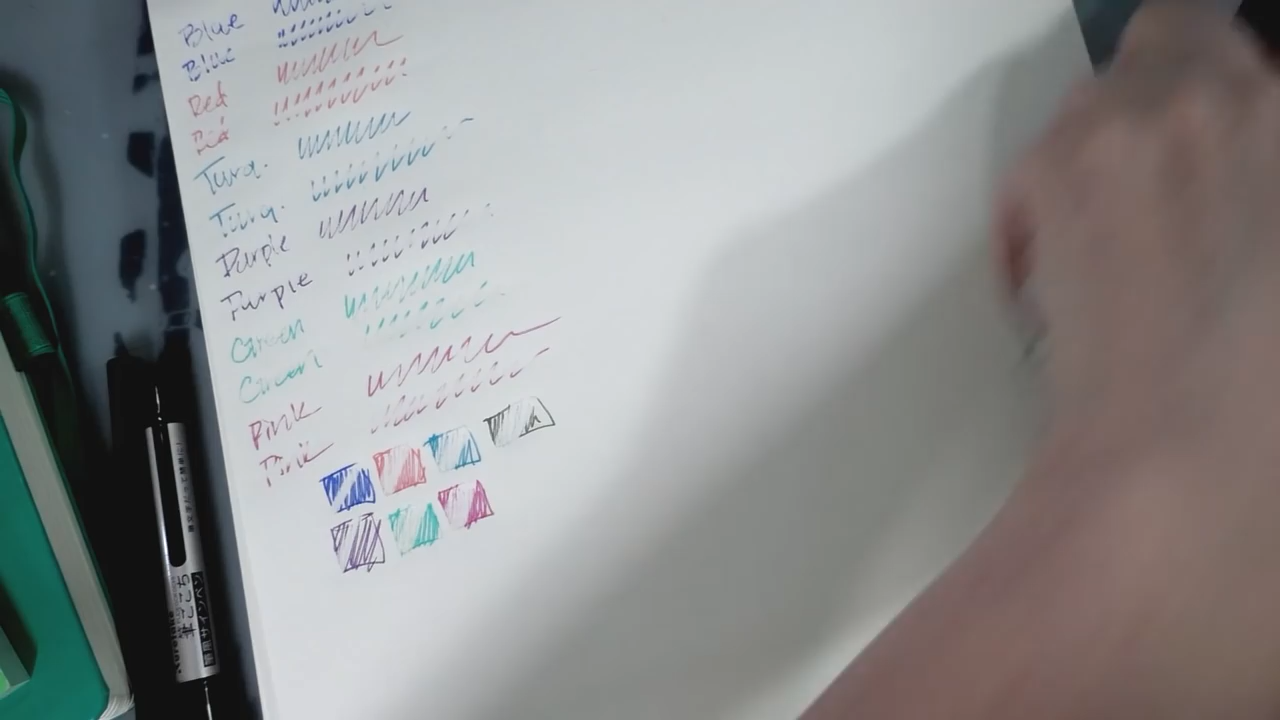 Blue
Blue
Red
Red
Turq.
Turq.
Purple
Purple
Green
Green
Pink
Pink